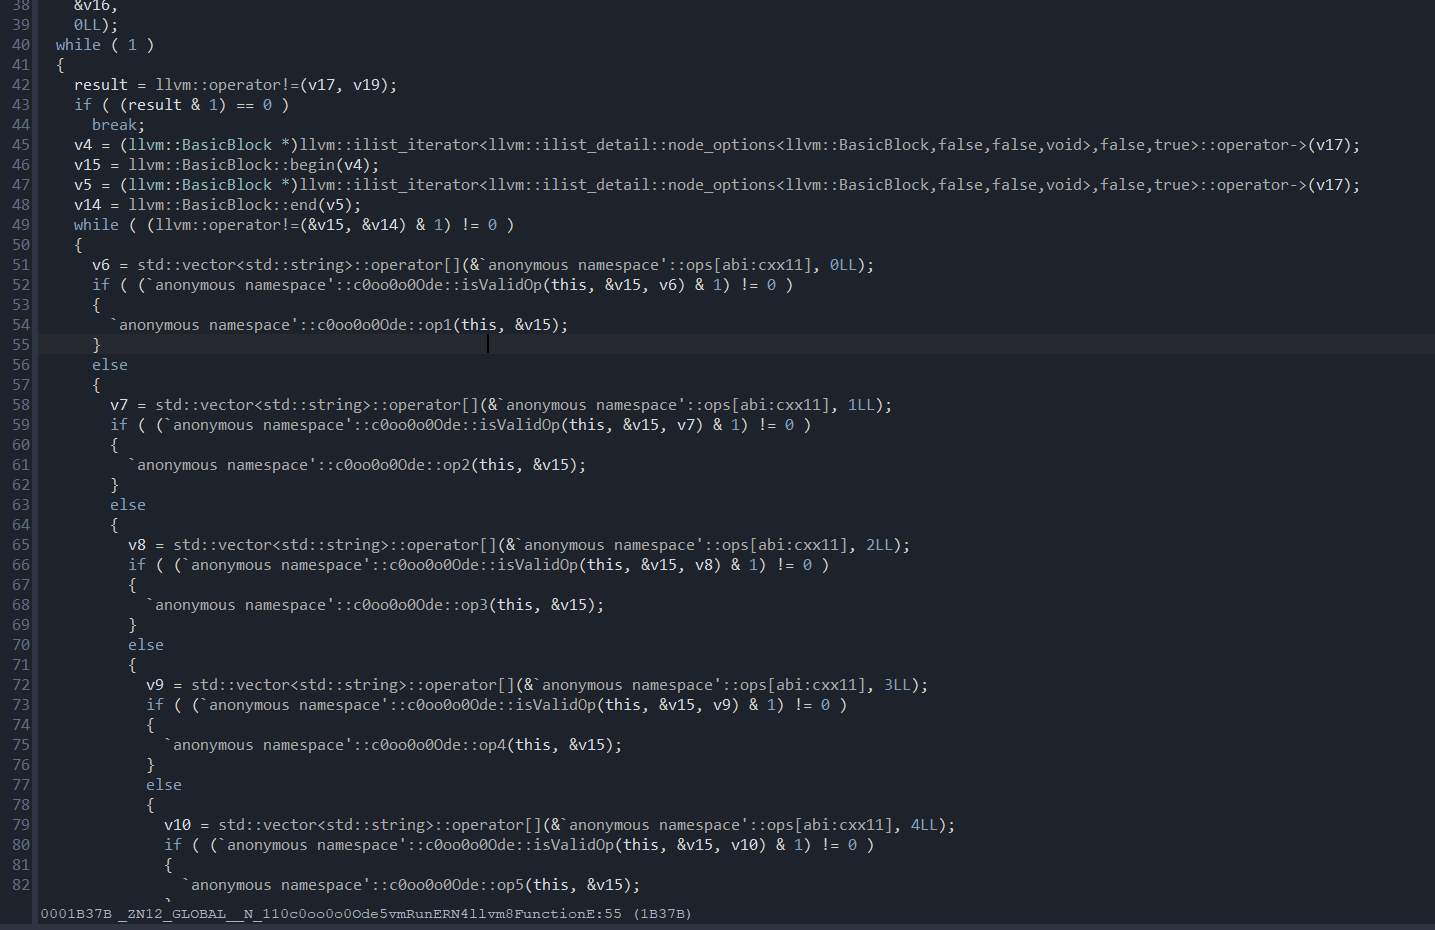 38 &v16,
39 0LL);
40 while ( 1 )
41 {
42 result = llvm::operator!=(v17, v19);
43 if ( (result & 1) == 0 )
44 break;
45 v4 = (llvm::BasicBlock *)llvm::ilist_iterator<llvm::ilist_detail::node_options<llvm::BasicBlock,false,false,void>,false,true>::operator->(v17);
46 v15 = llvm::BasicBlock::begin(v4);
47 v5 = (llvm::BasicBlock *)llvm::ilist_iterator<llvm::ilist_detail::node_options<llvm::BasicBlock,false,false,void>,false,true>::operator->(v17);
48 v14 = llvm::BasicBlock::end(v5);
49 while ( (llvm::operator!=(&v15, &v14) & 1) != 0 )
50 {
51 v6 = std::vector<std::string>::operator[](&`anonymous namespace'::ops[abi:cxx11], 0LL);
52 if ( (`anonymous namespace'::c0oo0o0Ode::isValidOp(this, &v15, v6) & 1) != 0 )
53 {
54 `anonymous namespace'::c0oo0o0Ode::op1(this, &v15);
55 }
56 else
57 {
58 v7 = std::vector<std::string>::operator[](&`anonymous namespace'::ops[abi:cxx11], 1LL);
59 if ( (`anonymous namespace'::c0oo0o0Ode::isValidOp(this, &v15, v7) & 1) != 0 )
60 {
61 `anonymous namespace'::c0oo0o0Ode::op2(this, &v15);
62 }
63 else
64 {
65 v8 = std::vector<std::string>::operator[](&`anonymous namespace'::ops[abi:cxx11], 2LL);
66 if ( (`anonymous namespace'::c0oo0o0Ode::isValidOp(this, &v15, v8) & 1) != 0 )
67 {
68 `anonymous namespace'::c0oo0o0Ode::op3(this, &v15);
69 }
70 else
71 {
72 v9 = std::vector<std::string>::operator[](&`anonymous namespace'::ops[abi:cxx11], 3LL);
73 if ( (`anonymous namespace'::c0oo0o0Ode::isValidOp(this, &v15, v9) & 1) != 0 )
74 {
75 `anonymous namespace'::c0oo0o0Ode::op4(this, &v15);
76 }
77 else
78 {
79 v10 = std::vector<std::string>::operator[](&`anonymous namespace'::ops[abi:cxx11], 4LL);
80 if ( (`anonymous namespace'::c0oo0o0Ode::isValidOp(this, &v15, v10) & 1) != 0 )
81 {
82 `anonymous namespace'::c0oo0o0Ode::op5(this, &v15);
0001B37B _ZN12_GLOBAL__N_110c0oo0o0Ode5vmRunERN4llvm8FunctionE:55 (1B37B)